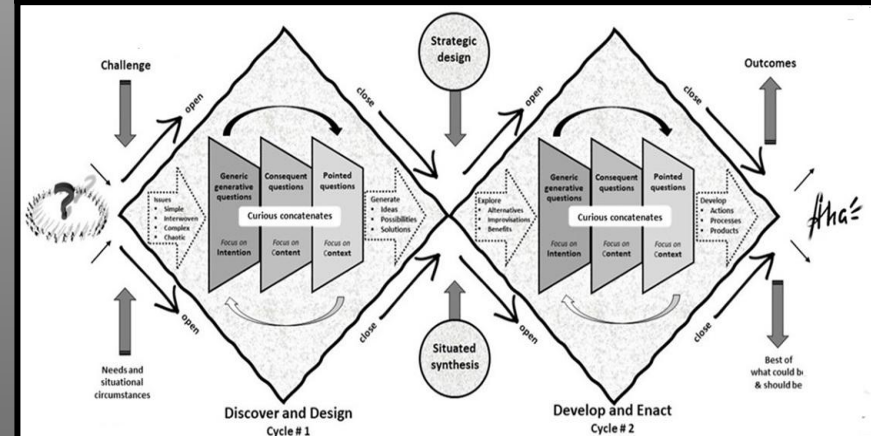 Challenge
Strategic
design
Outcomes
open
close
open
close
?
?
Issues
• Simple
• Interwoven
• Complex
• Chaotic
Generic
generative
questions
Consequent
questions
Pointed
questions
Curious concatenates
Focus on
Intention
Focus on
Content
Focus on
Context
Generate
• Ideas
• Possibilities
• Solutions
Explore
• Alternatives
• Improvisations
• Benefits
Generic
generative
questions
Consequent
questions
Pointed
questions
Curious concatenates
Focus on
Intention
Focus on
Content
Focus on
Context
Develop
• Actions
• Processes
• Products
Aha
open
close
open
close
Needs and
situational
circumstances
Situated
synthesis
Best of
what could be
& should be
Discover and Design
Cycle # 1
Develop and Enact
Cycle # 2